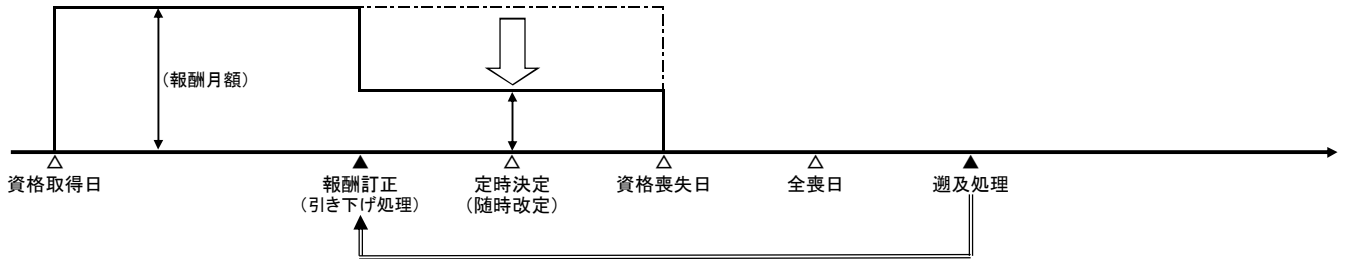 (報酬月額)
資格取得日
報酬訂正
(引き下げ処理)
定時決定
(随時改定)
資格喪失日
全喪日
遡及処理